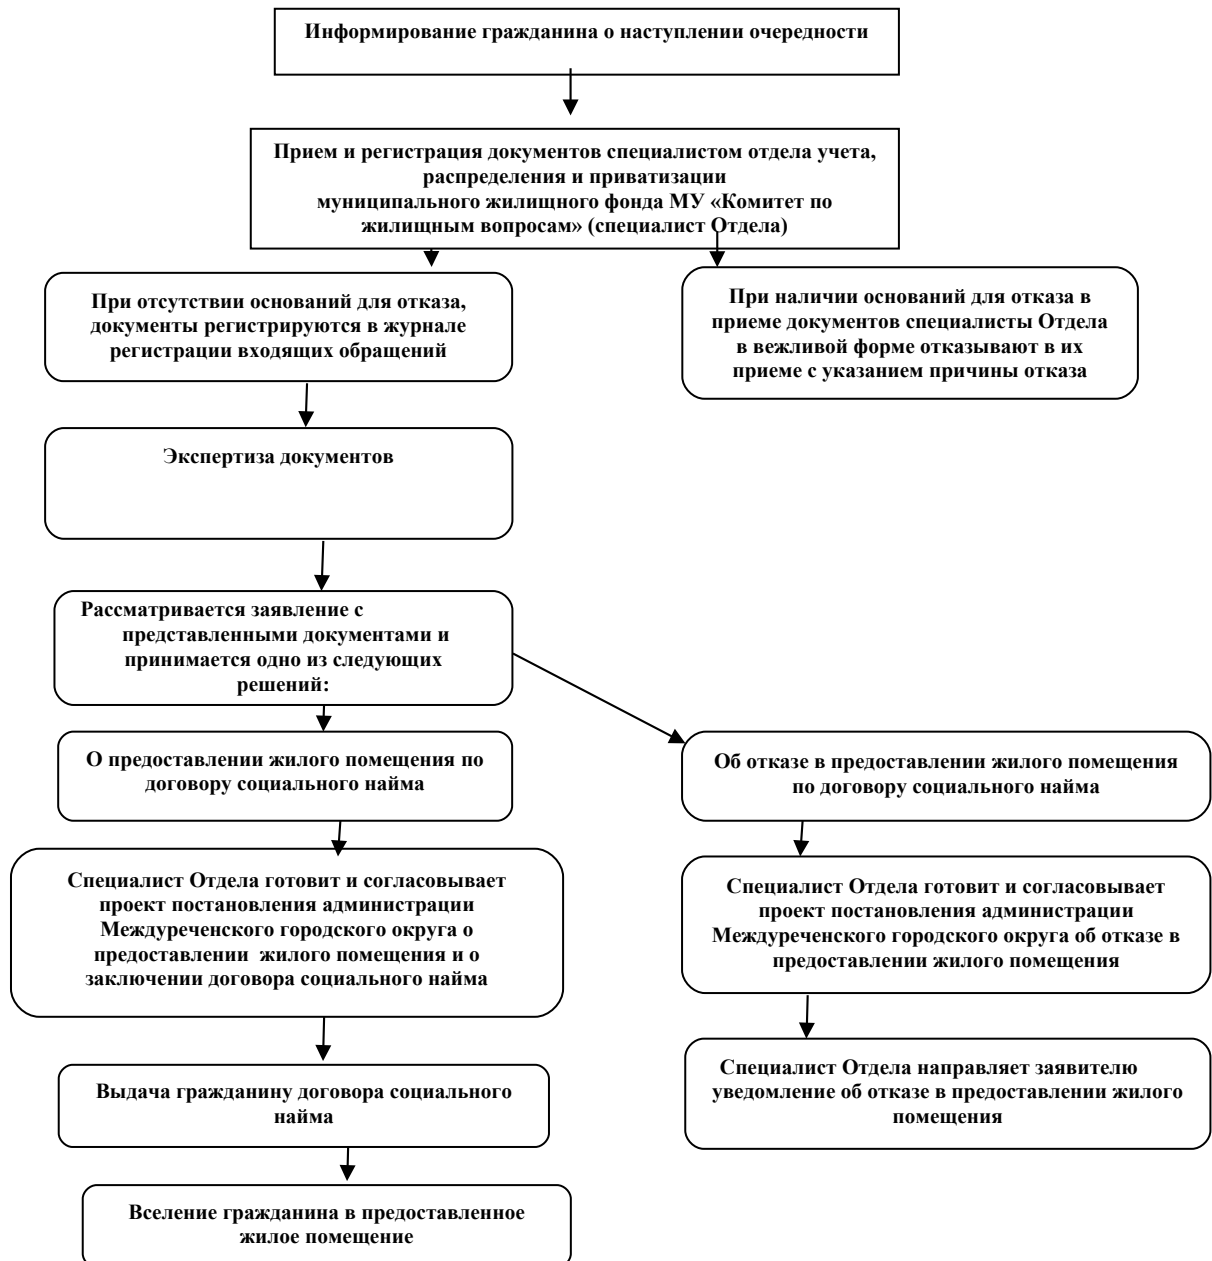 Информирование гражданина о наступлении очередности
Прием и регистрация документов специалистом отдела учета,
распределения и приватизации
муниципального жилищного фонда МУ «Комитет по
жилищным вопросам» (специалист Отдела)
При отсутствии оснований для отказа,
документы регистрируются в журнале
регистрации входящих обращений
При наличии оснований для отказа в
приеме документов специалисты Отдела
в вежливой форме отказывают в их
приеме с указанием причины отказа
Экспертиза документов
Рассматривается заявление с
представленными документами и
принимается одно из следующих
решений:
О предоставлении жилого помещения по
договору социального найма
Об отказе в предоставлении жилого помещения
по договору социального найма
Специалист Отдела готовит и согласовывает
проект постановления администрации
Междуреченского городского округа о
предоставлении жилого помещения и о
заключении договора социального найма
Специалист Отдела готовит и согласовывает
проект постановления администрации
Междуреченского городского округа об отказе в
предоставлении жилого помещения
Выдача гражданину договора социального
найма
Специалист Отдела направляет заявителю
уведомление об отказе в предоставлении жилого
помещения
Вселение гражданина в предоставленное
жилое помещение